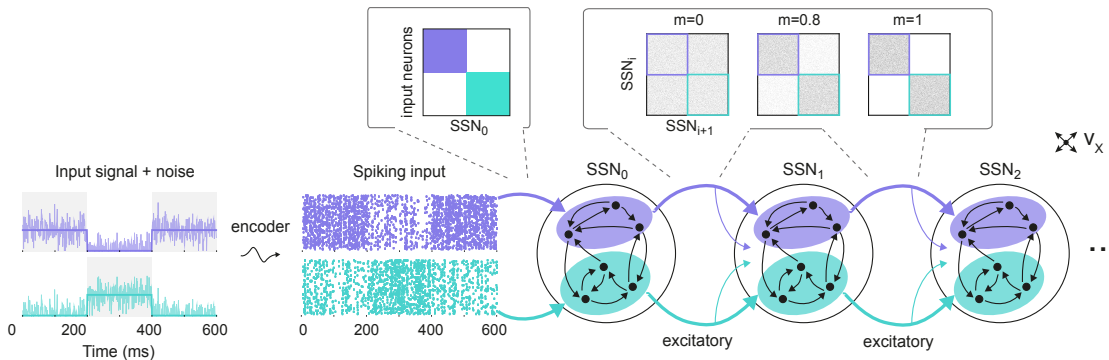 m=0 m=0.8 m=1
input neurons
SSN0
SSNi
SSNi+1
νX
Input signal + noise
Spiking input
SSN0
SSN1
SSN2
encoder
..
0 200 400 600
Time (ms)
0 200 400 600
excitatory
excitatory